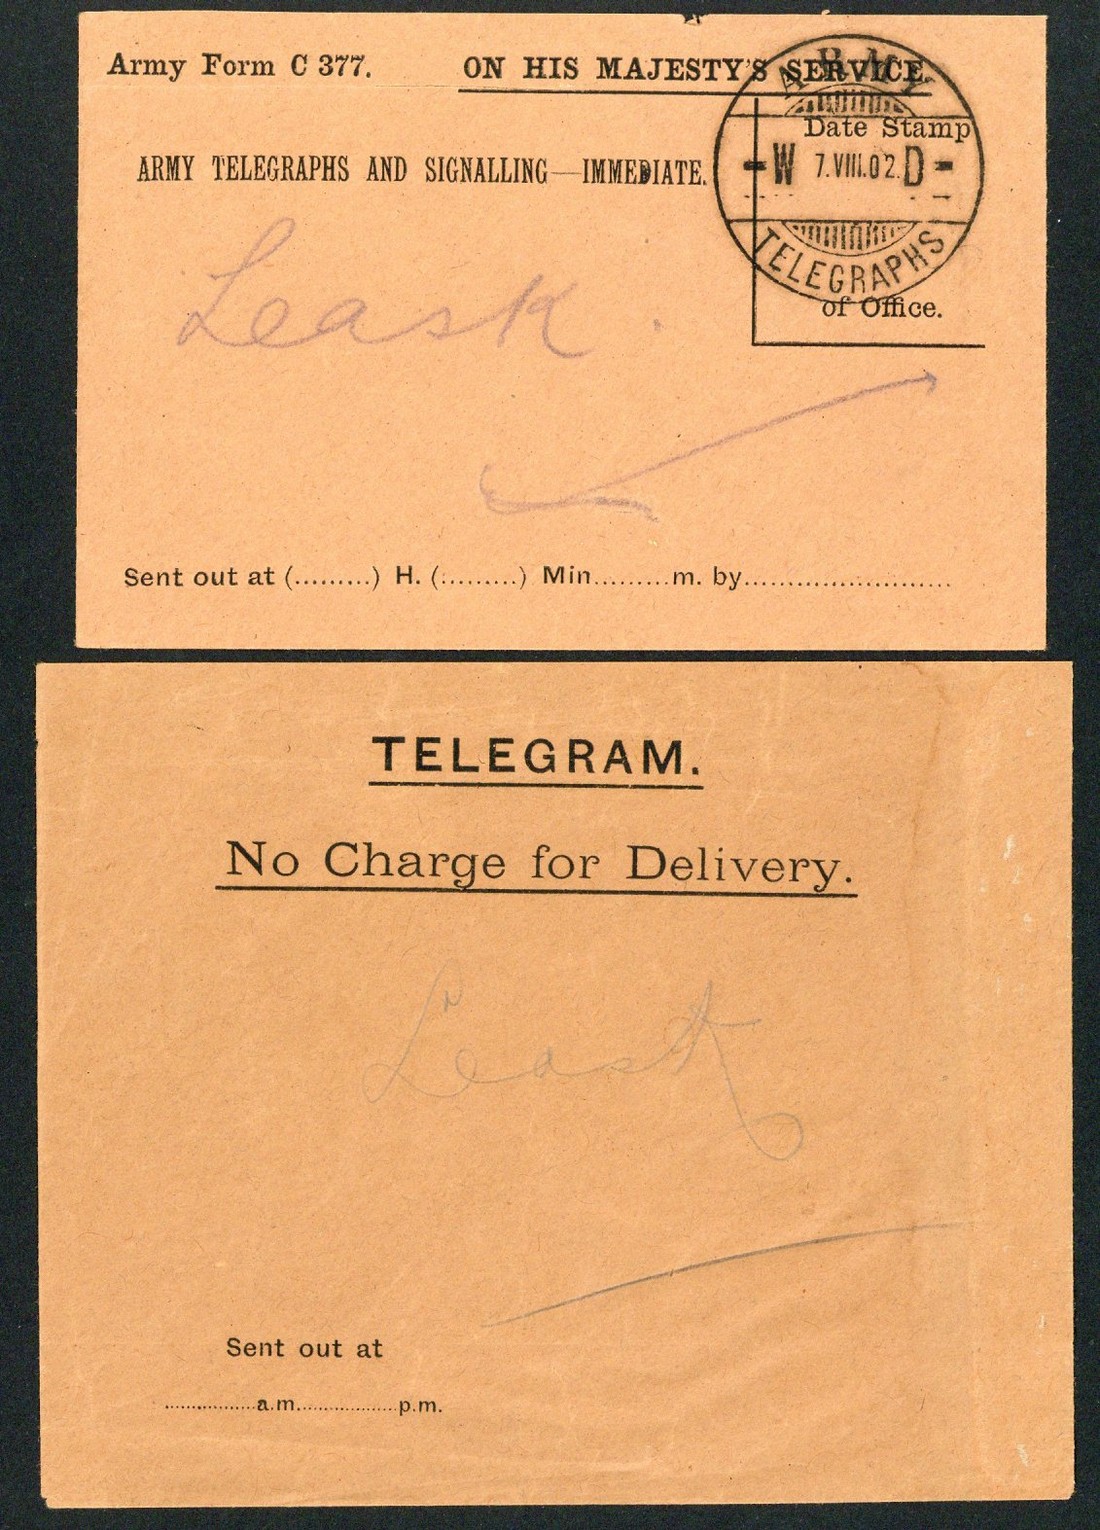 Army Form C 377.
ON HIS MAJESTY'S SERVICE.
ARMY TELEGRAPHS AND SIGNALLING—IMMEDIATE.
Date Stamp
of Office.
ARMY
W 7.VIII.02. D
TELEGRAPHS
Leask.
Sent out at (.........) H. (.........) Min.........m. by........................
TELEGRAM.
No Charge for Delivery.
Leask
Sent out at
.................a.m..................p.m.